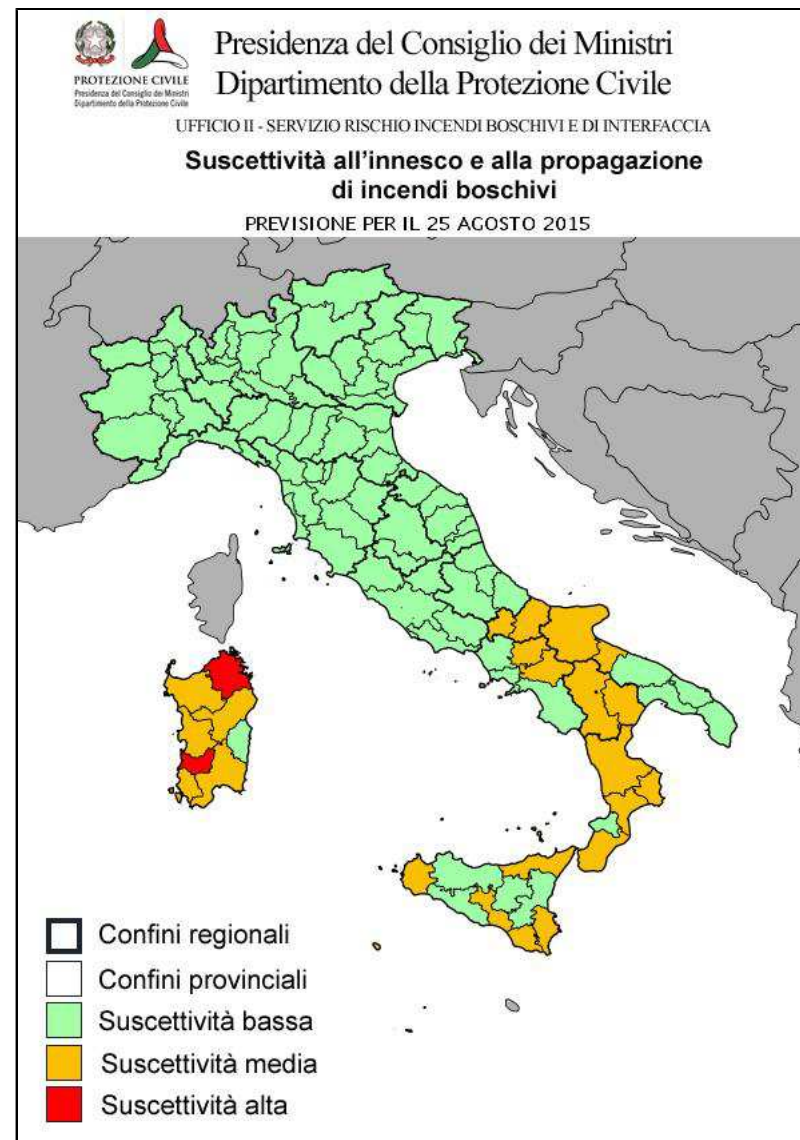 Presidenza del Consiglio dei Ministri
Dipartimento della Protezione Civile
PROTEZIONE CIVILE
Presidenza del Consiglio dei Ministri
Dipartimento della Protezione Civile
UFFICIO II - SERVIZIO RISCHIO INCENDI BOSCHIVI E DI INTERFACCIA
Suscettività all'innesco e alla propagazione
di incendi boschivi
PREVISIONE PER IL 25 AGOSTO 2015
Confini regionali
Confini provinciali
Suscettività bassa
Suscettività media
Suscettività alta